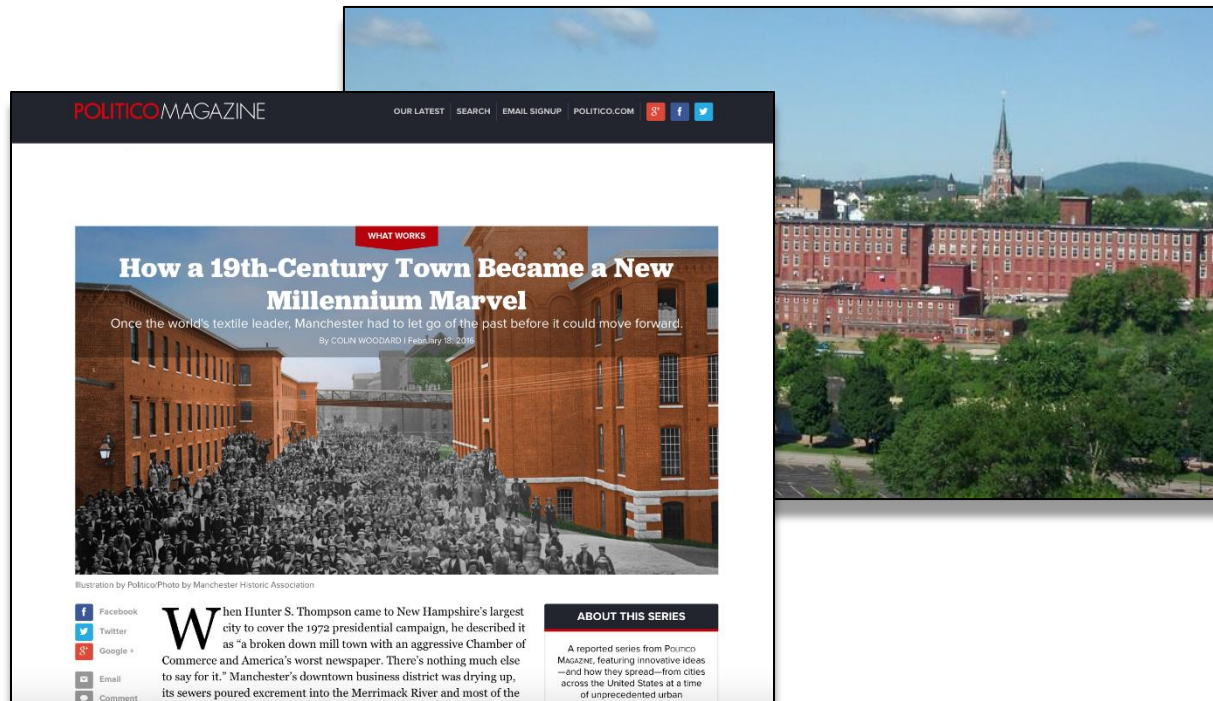 POLITICOMAGAZINE
OUR LATEST SEARCH EMAIL SIGNUP POLITICO.COM
WHAT WORKS
How a 19th-Century Town Became a New
Millennium Marvel
Once the world's textile leader, Manchester had to let go of the past before it could move forward.
By COLIN WOODARD | February 18, 2016
Illustration by Politico/Photo by Manchester Historic Association
Facebook
Twitter
Google +
Email
Comment
When Hunter S. Thompson came to New Hampshire's largest
city to cover the 1972 presidential campaign, he described it
as "a broken down mill town with an aggressive Chamber of
Commerce and America's worst newspaper. There's nothing much else
to say for it." Manchester's downtown business district was drying up,
its sewers poured excrement into the Merrimack River and most of the
ABOUT THIS SERIES
A reported series from POLITICO
MAGAZINE, featuring innovative ideas
—and how they spread—from cities
across the United States at a time
of unprecedented urban